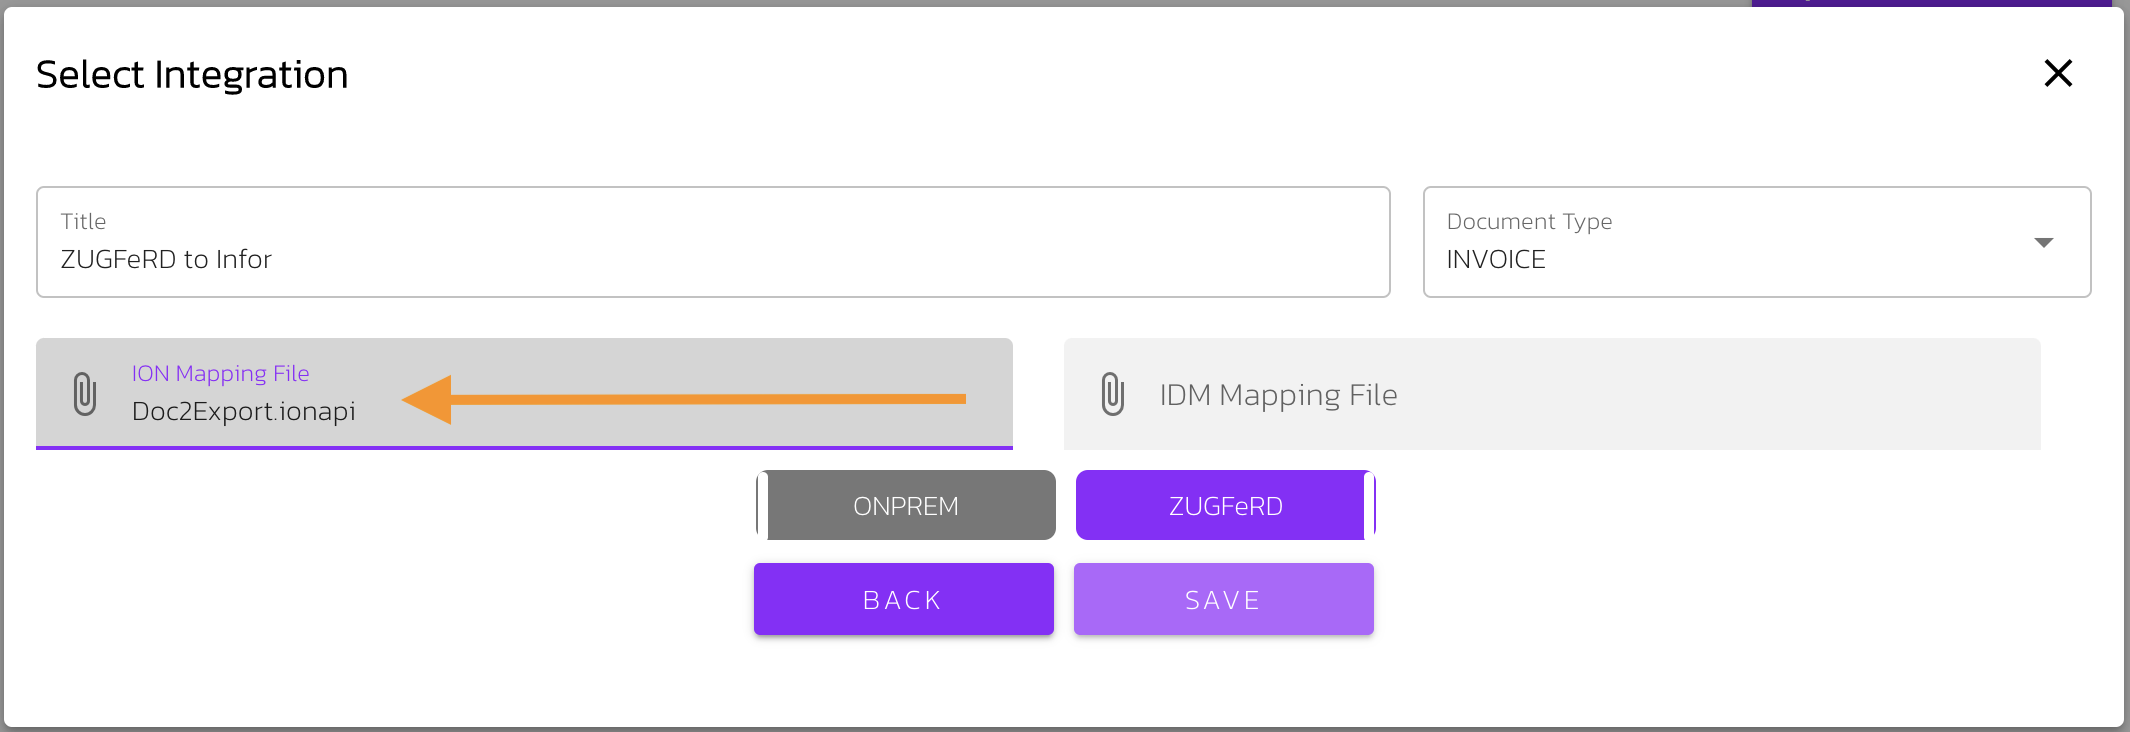 Select Integration
Title
ZUGFeRD to Infor
Document Type
INVOICE
ION Mapping File
Doc2Export.ionapi
IDM Mapping File
ONPREM
ZUGFeRD
BACK
SAVE